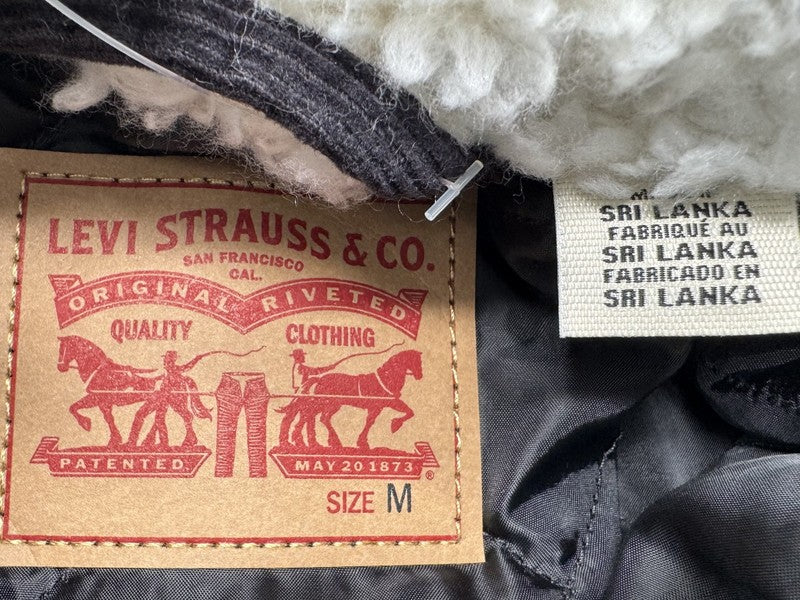 LEVI STRAUSS & CO.
SAN FRANCISCO
CAL.
ORIGINAL RIVETED
QUALITY CLOTHING
PATENTED MAY 20 1873 ®
SIZE M
SRI LANKA
FABRIQUÉ AU
SRI LANKA
FABRICADO EN
SRI LANKA